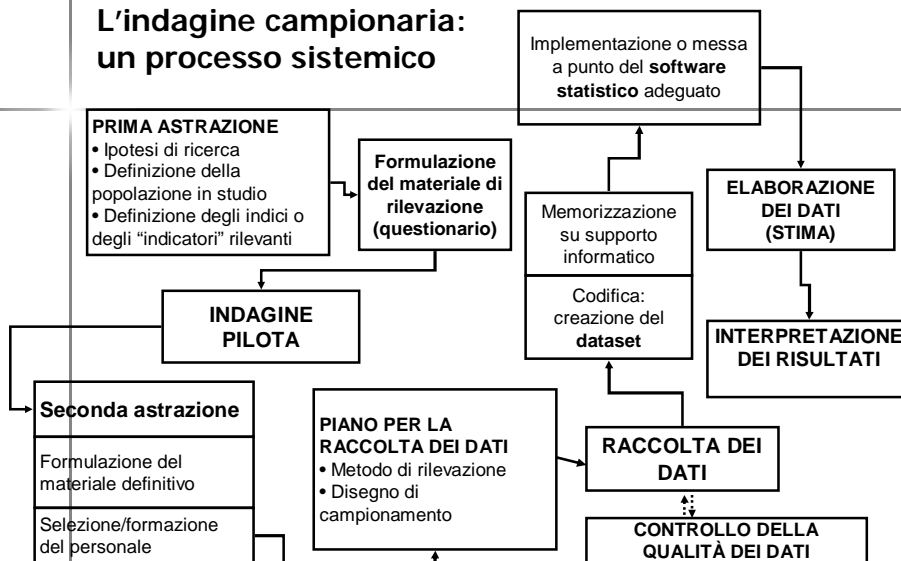 L'indagine campionaria:
un processo sistemico
Implementazione o messa
a punto del software
statistico adeguato
PRIMA ASTRAZIONE
• Ipotesi di ricerca
• Definizione della
popolazione in studio
• Definizione degli indici o
degli “indicatori” rilevanti
Formulazione
del materiale di
rilevazione
(questionario)
Memorizzazione
su supporto
informatico
Codifica:
creazione del
dataset
ELABORAZIONE
DEI DATI
(STIMA)
INDAGINE
PILOTA
INTERPRETAZIONE
DEI RISULTATI
Seconda astrazione
Formulazione del
materiale definitivo
Selezione/formazione
del personale
PIANO PER LA
RACCOLTA DEI DATI
• Metodo di rilevazione
• Disegno di
campionamento
RACCOLTA DEI
DATI
CONTROLLO DELLA
QUALITÀ DEI DATI